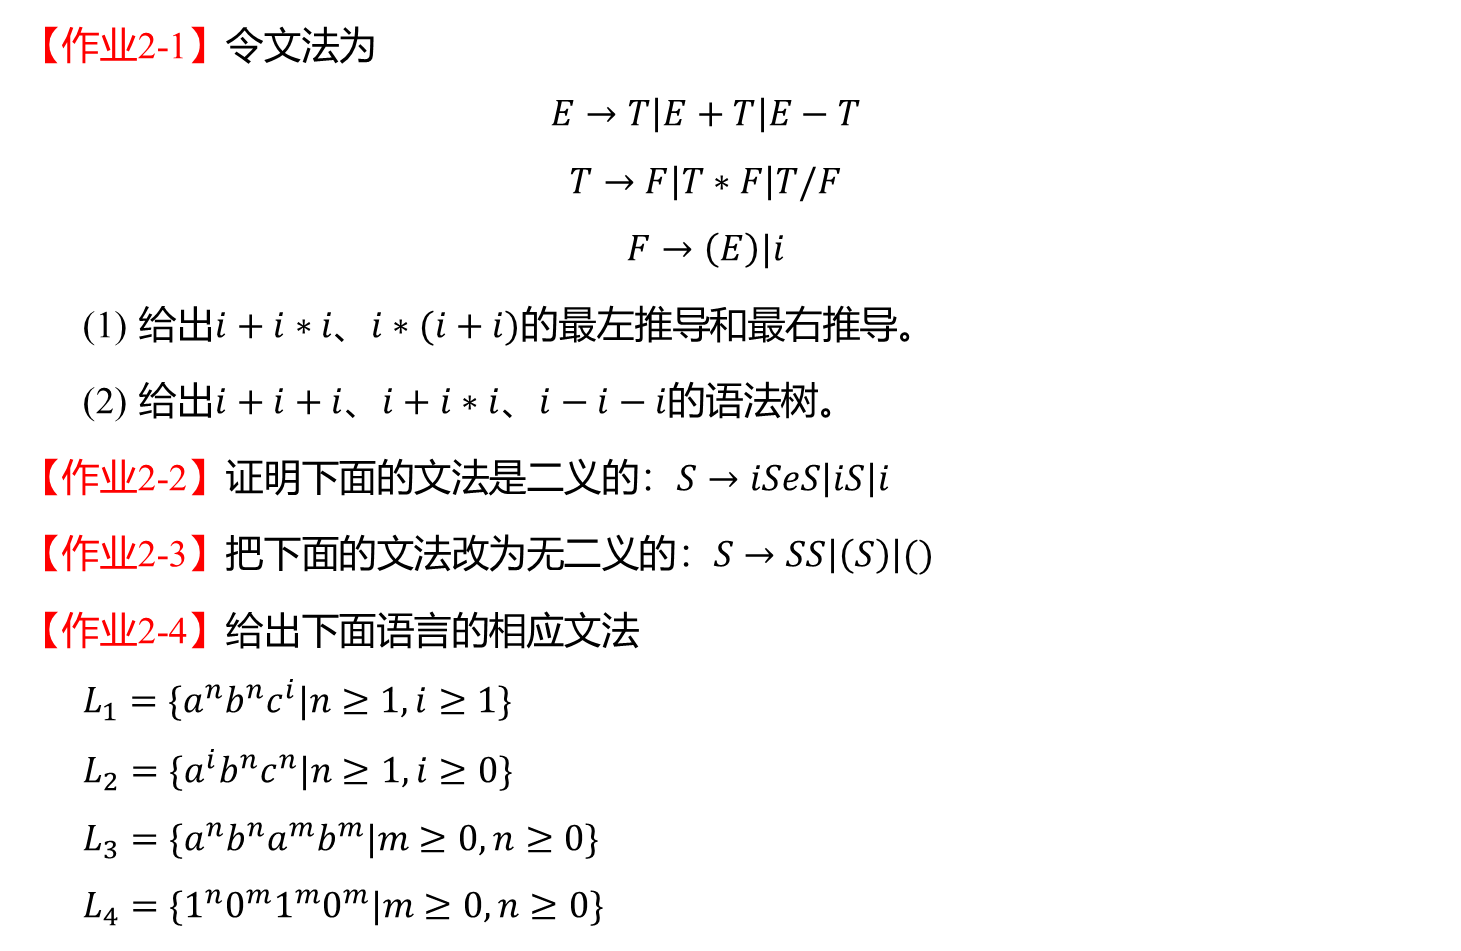 【作业2-1】令文法为
E → T|E + T|E − T
T → F|T ∗ F|T/F
F → (E)|i
(1) 给出i + i ∗ i、i ∗ (i + i)的最左推导和最右推导。
(2) 给出i + i + i、i + i ∗ i、i − i − i的语法树。
【作业2-2】证明下面的文法是二义的：S → iSeS|iS|i
【作业2-3】把下面的文法改为无二义的：S → SS|(S)|()
【作业2-4】给出下面语言的相应文法
L₁ = {aⁿbⁿcⁱ|n ≥ 1, i ≥ 1}
L₂ = {aⁱbⁿcⁿ|n ≥ 1, i ≥ 0}
L₃ = {aⁿbⁿaᵐbᵐ|m ≥ 0, n ≥ 0}
L₄ = {1ⁿ0ᵐ1ᵐ0ᵐ|m ≥ 0, n ≥ 0}